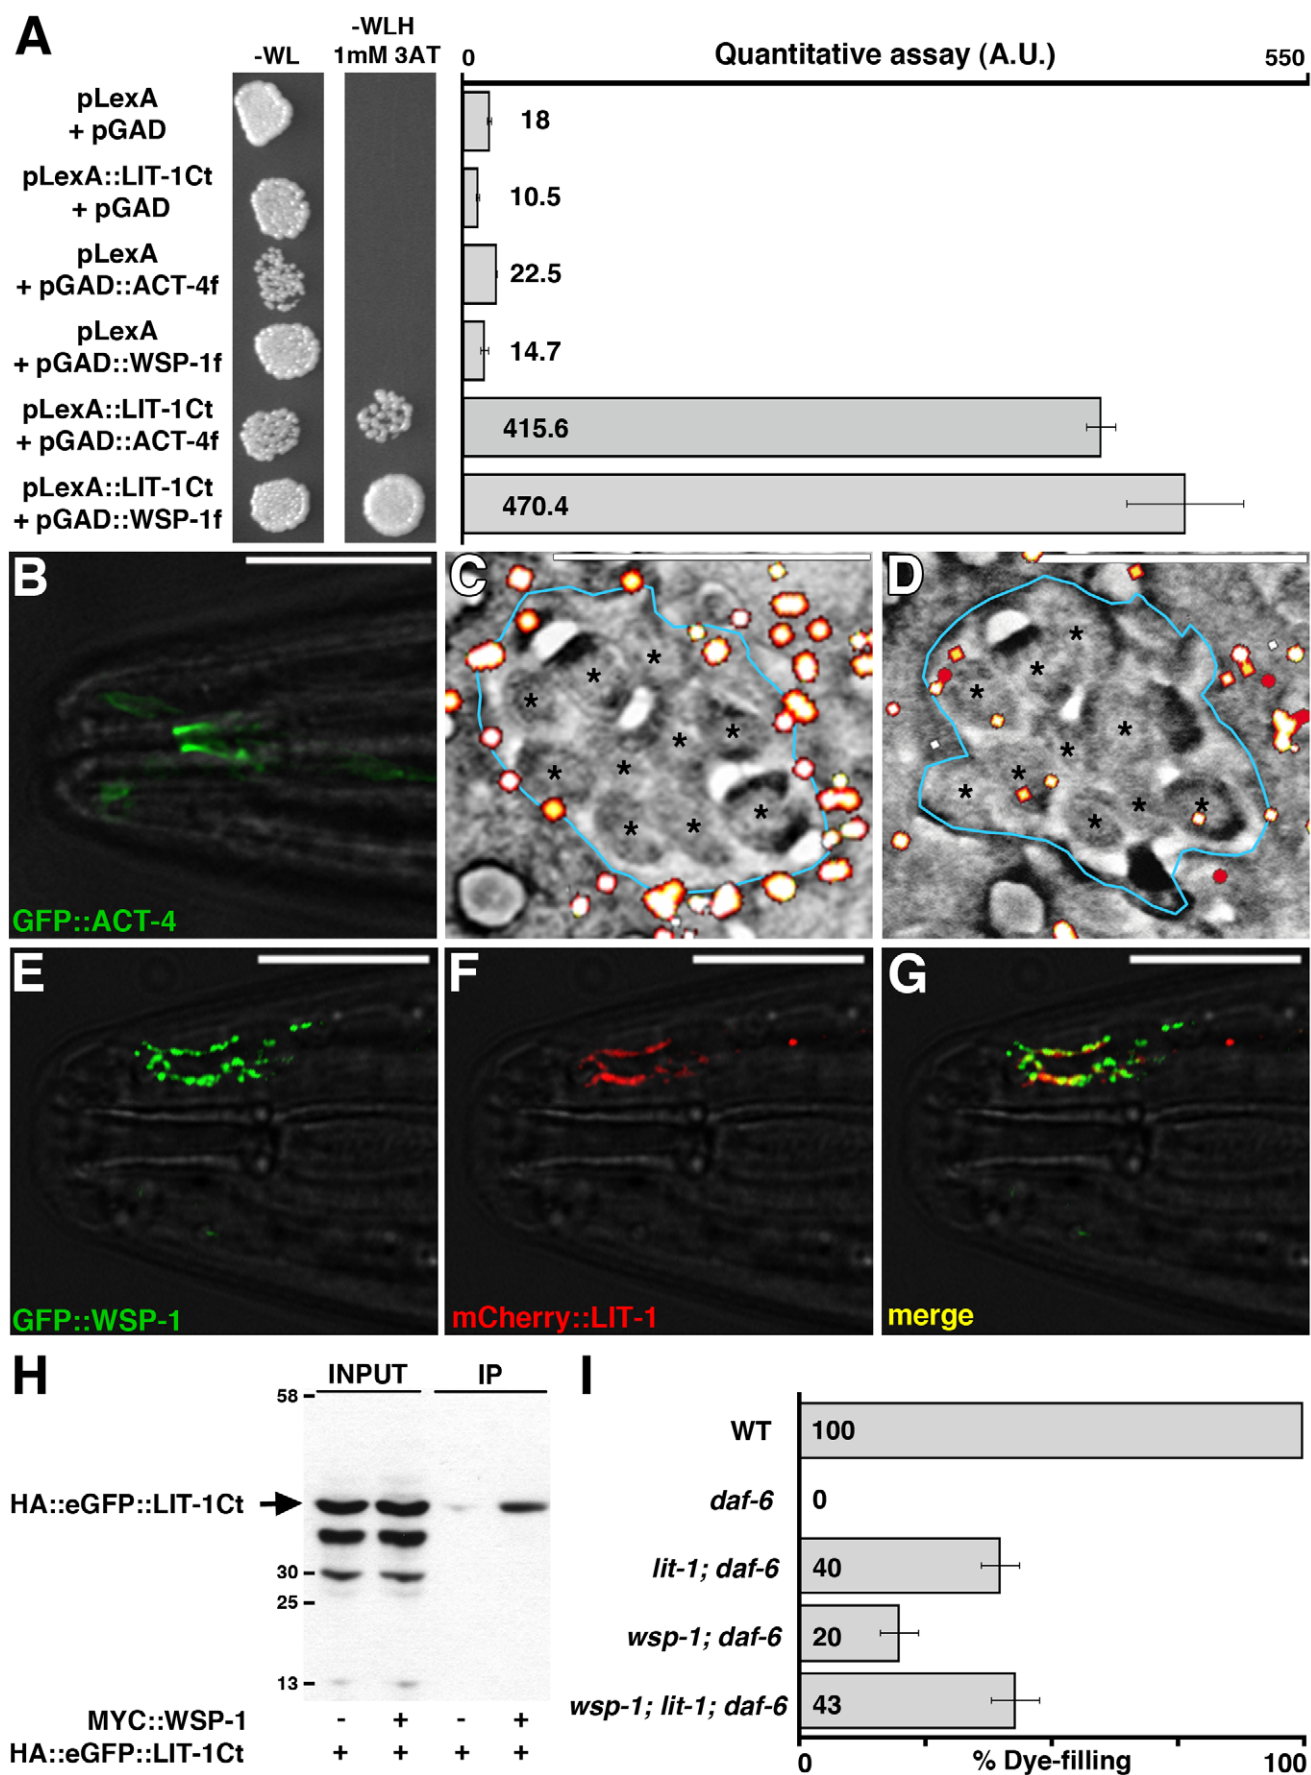 A
-WL
-WLH
1mM 3AT
0
Quantitative assay (A.U.)
550
pLexA
+ pGAD
18
pLexA::LIT-1Ct
+ pGAD
10.5
pLexA
+ pGAD::ACT-4f
22.5
pLexA
+ pGAD::WSP-1f
14.7
pLexA::LIT-1Ct
+ pGAD::ACT-4f
415.6
pLexA::LIT-1Ct
+ pGAD::WSP-1f
470.4
B
GFP::ACT-4
C
* * * * * * * * * * *
D
* * * * * * * * * *
E
GFP::WSP-1
F
mCherry::LIT-1
G
merge
H
INPUT
IP
58
HA::eGFP::LIT-1Ct
30
25
13
MYC::WSP-1 - + - +
HA::eGFP::LIT-1Ct + + + +
I
WT
100
daf-6
0
lit-1; daf-6
40
wsp-1; daf-6
20
wsp-1; lit-1; daf-6
43
0
% Dye-filling
100